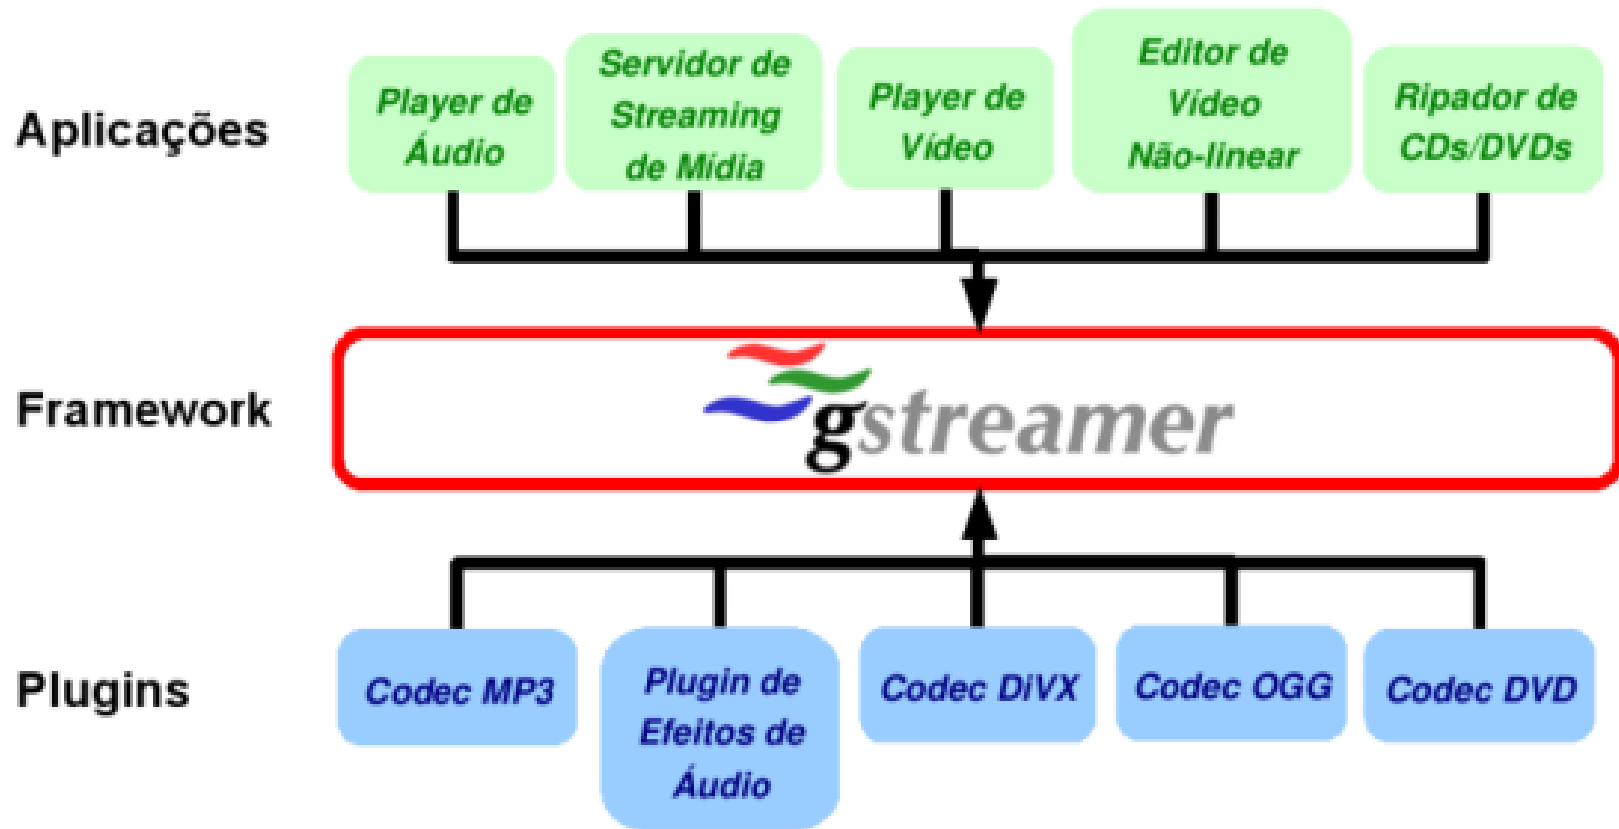 Aplicações
Player de
Áudio
Servidor de
Streaming
de Mídia
Player de
Vídeo
Editor de
Vídeo
Não-linear
Ripador de
CDs/DVDs
Framework
gstreamer
Plugins
Codec MP3
Plugin de
Efeitos de
Áudio
Codec DiVX
Codec OGG
Codec DVD